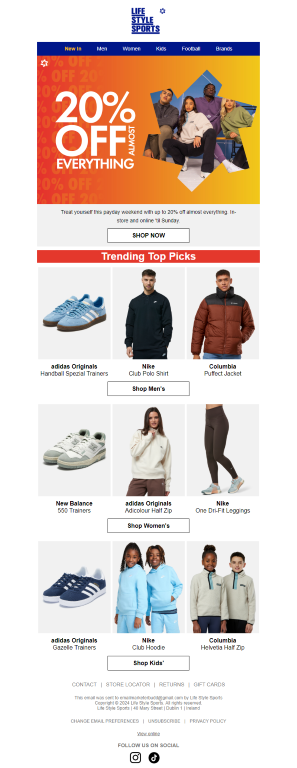 LIFE
STYLE
SPORTS
New In Men Women Kids Football Brands
20%
OFF ALMOST
EVERYTHING
Treat yourself this payday weekend with up to 20% off almost everything. In-
store and online 'til Sunday.
SHOP NOW
Trending Top Picks
adidas Originals Nike Columbia
Handball Spezial Trainers Club Polo Shirt Puffect Jacket
Shop Men's
New Balance adidas Originals Nike
550 Trainers Adicolour Half Zip One Dri-Fit Leggings
Shop Women's
adidas Originals Nike Columbia
Gazelle Trainers Club Hoodie Helvetia Half Zip
Shop Kids'
CONTACT | STORE LOCATOR | RETURNS | GIFT CARDS
This email was sent to by Life Style Sports
Copyright © 2024 Life Style Sports. All rights reserved.
Life Style Sports | 40 Mary Street | Dublin 1 | Ireland
CHANGE EMAIL PREFERENCES | UNSUBSCRIBE | PRIVACY POLICY
View online
FOLLOW US ON SOCIAL